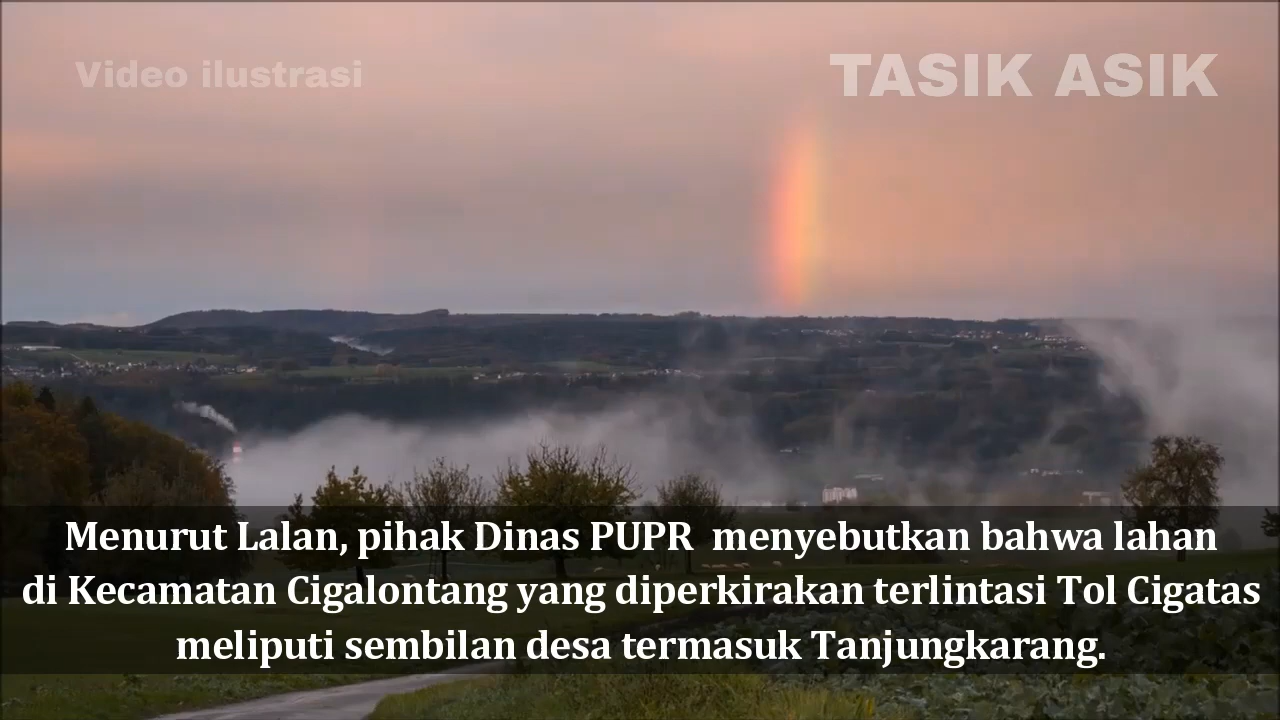 Video ilustrasi
TASIK ASIK
Menurut Lalan, pihak Dinas PUPR  menyebutkan bahwa lahan
di Kecamatan Cigalontang yang diperkirakan terlintasi Tol Cigatas
meliputi sembilan desa termasuk Tanjungkarang.